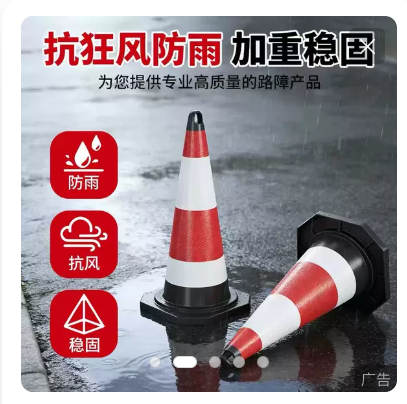 抗狂风防雨 加重稳固
为您提供专业高质量的路障产品
防雨
抗风
稳固
广告